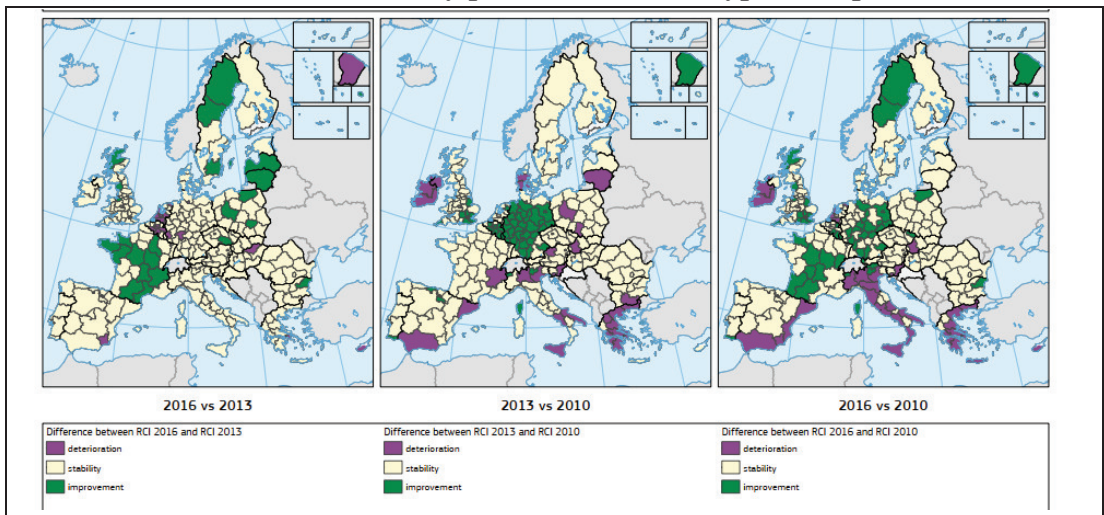 2016 vs 2013
2013 vs 2010
2016 vs 2010
Difference between RCI 2016 and RCI 2013
deterioration
stability
improvement
Difference between RCI 2013 and RCI 2010
deterioration
stability
improvement
Difference between RCI 2016 and RCI 2010
deterioration
stability
improvement